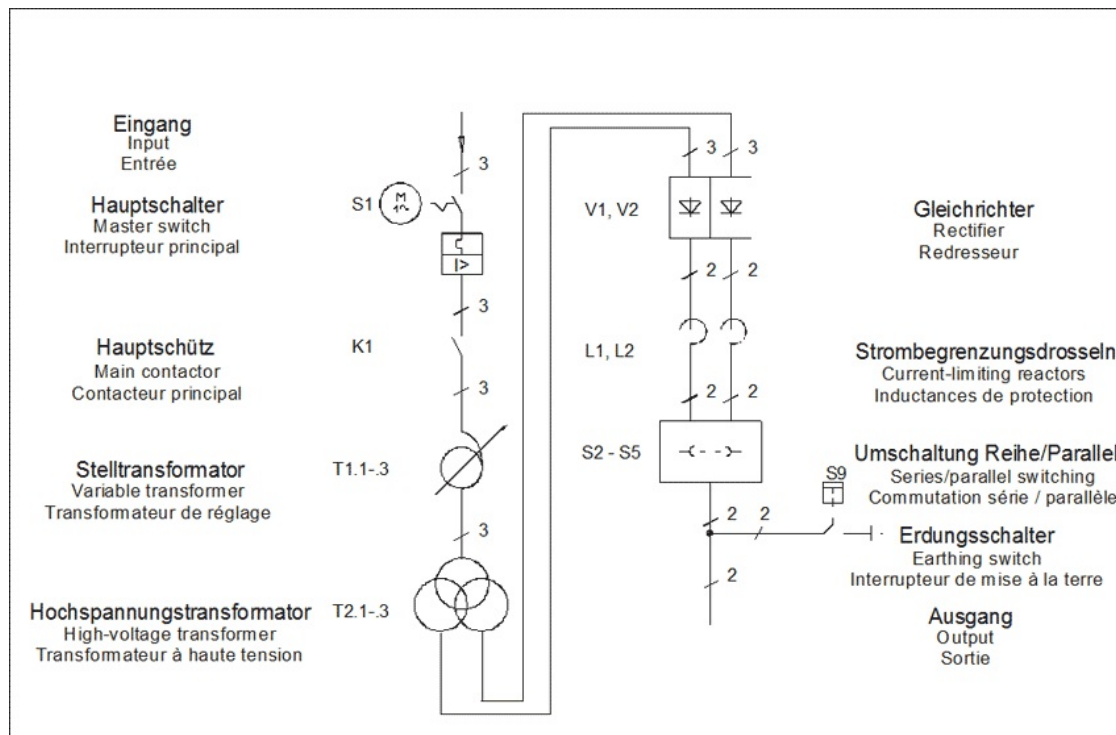 Eingang
Input
Entrée
3
Hauptschalter
Master switch
Interrupteur principal
S1
M
1~
I>
3
Hauptschütz
Main contactor
Contacteur principal
K1
3
Stelltransformator
Variable transformer
Transformateur de réglage
T1.1-.3
3
Hochspannungstransformator
High-voltage transformer
Transformateur à haute tension
T2.1-.3
3 3
V1, V2
Gleichrichter
Rectifier
Redresseur
2 2
L1, L2
Strombegrenzungsdrosseln
Current-limiting reactors
Inductances de protection
2 2
S2 - S5
Umschaltung Reihe/Parallel
Series/parallel switching
Commutation série / parallèle
S9
2 2
Erdungsschalter
Earthing switch
Interrupteur de mise à la terre
2
Ausgang
Output
Sortie